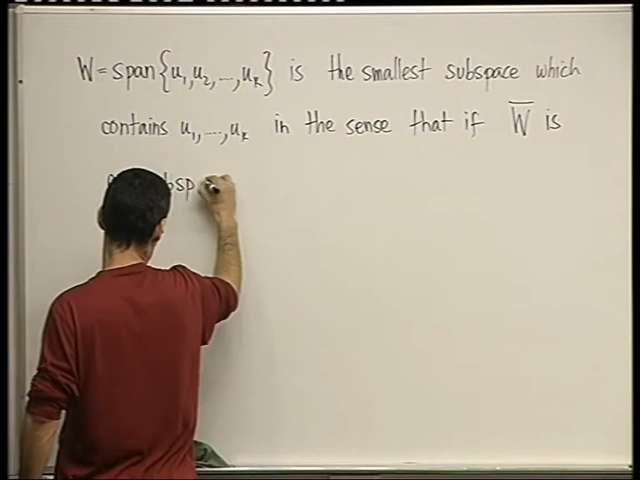 W = span{u₁, u₂, ..., uₖ} is the smallest subspace which
contains u₁, ..., uₖ in the sense that if W̅ is